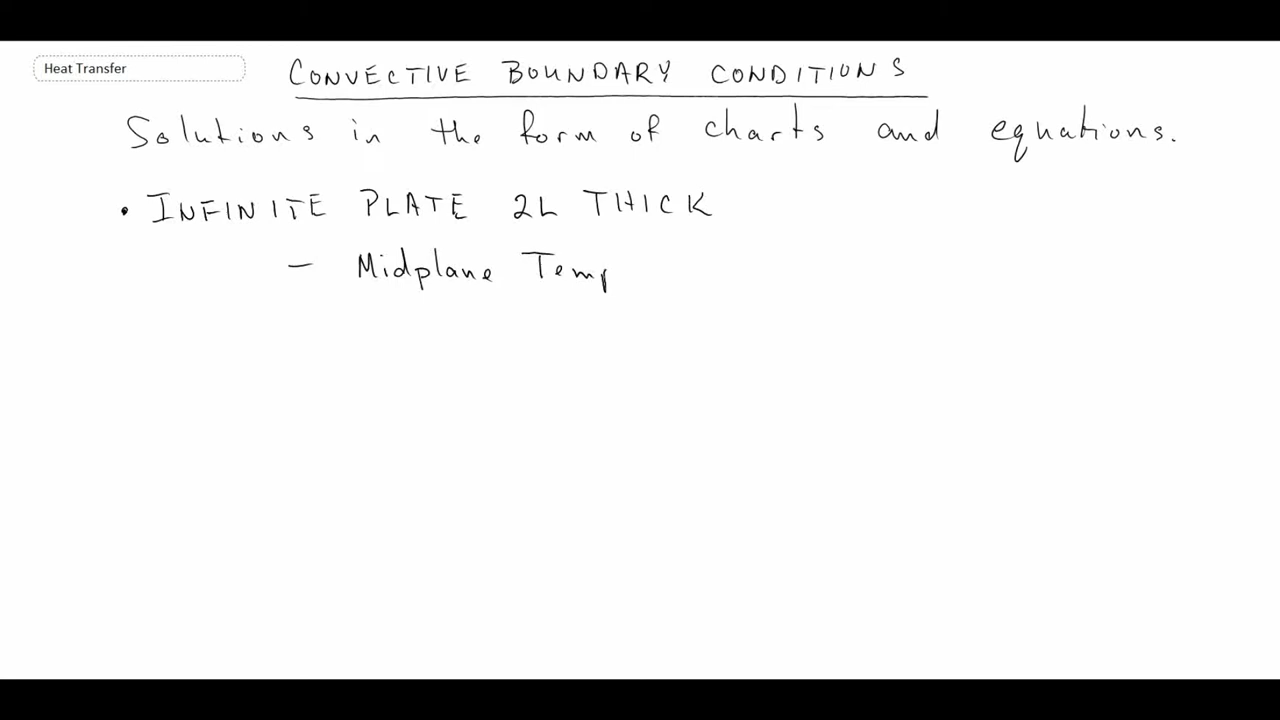 Heat Transfer
CONVECTIVE BOUNDARY CONDITIONS
Solutions in the form of charts and equations.
• INFINITE PLATE 2L THICK
– Midplane Temp